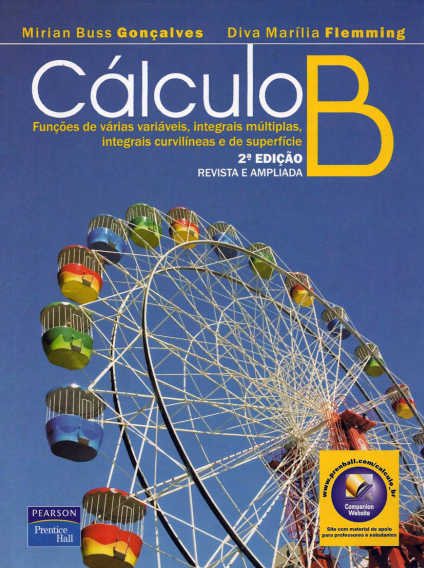 Mirian Buss Gonçalves Diva Marília Flemming
Cálculo B
Funções de várias variáveis, integrais múltiplas,
integrais curvilíneas e de superfície
2ª EDIÇÃO
REVISTA E AMPLIADA
www.prenhall.com/calculo_br
Companion
Website
Site com material de apoio
para professores e estudantes
PEARSON
Prentice
Hall